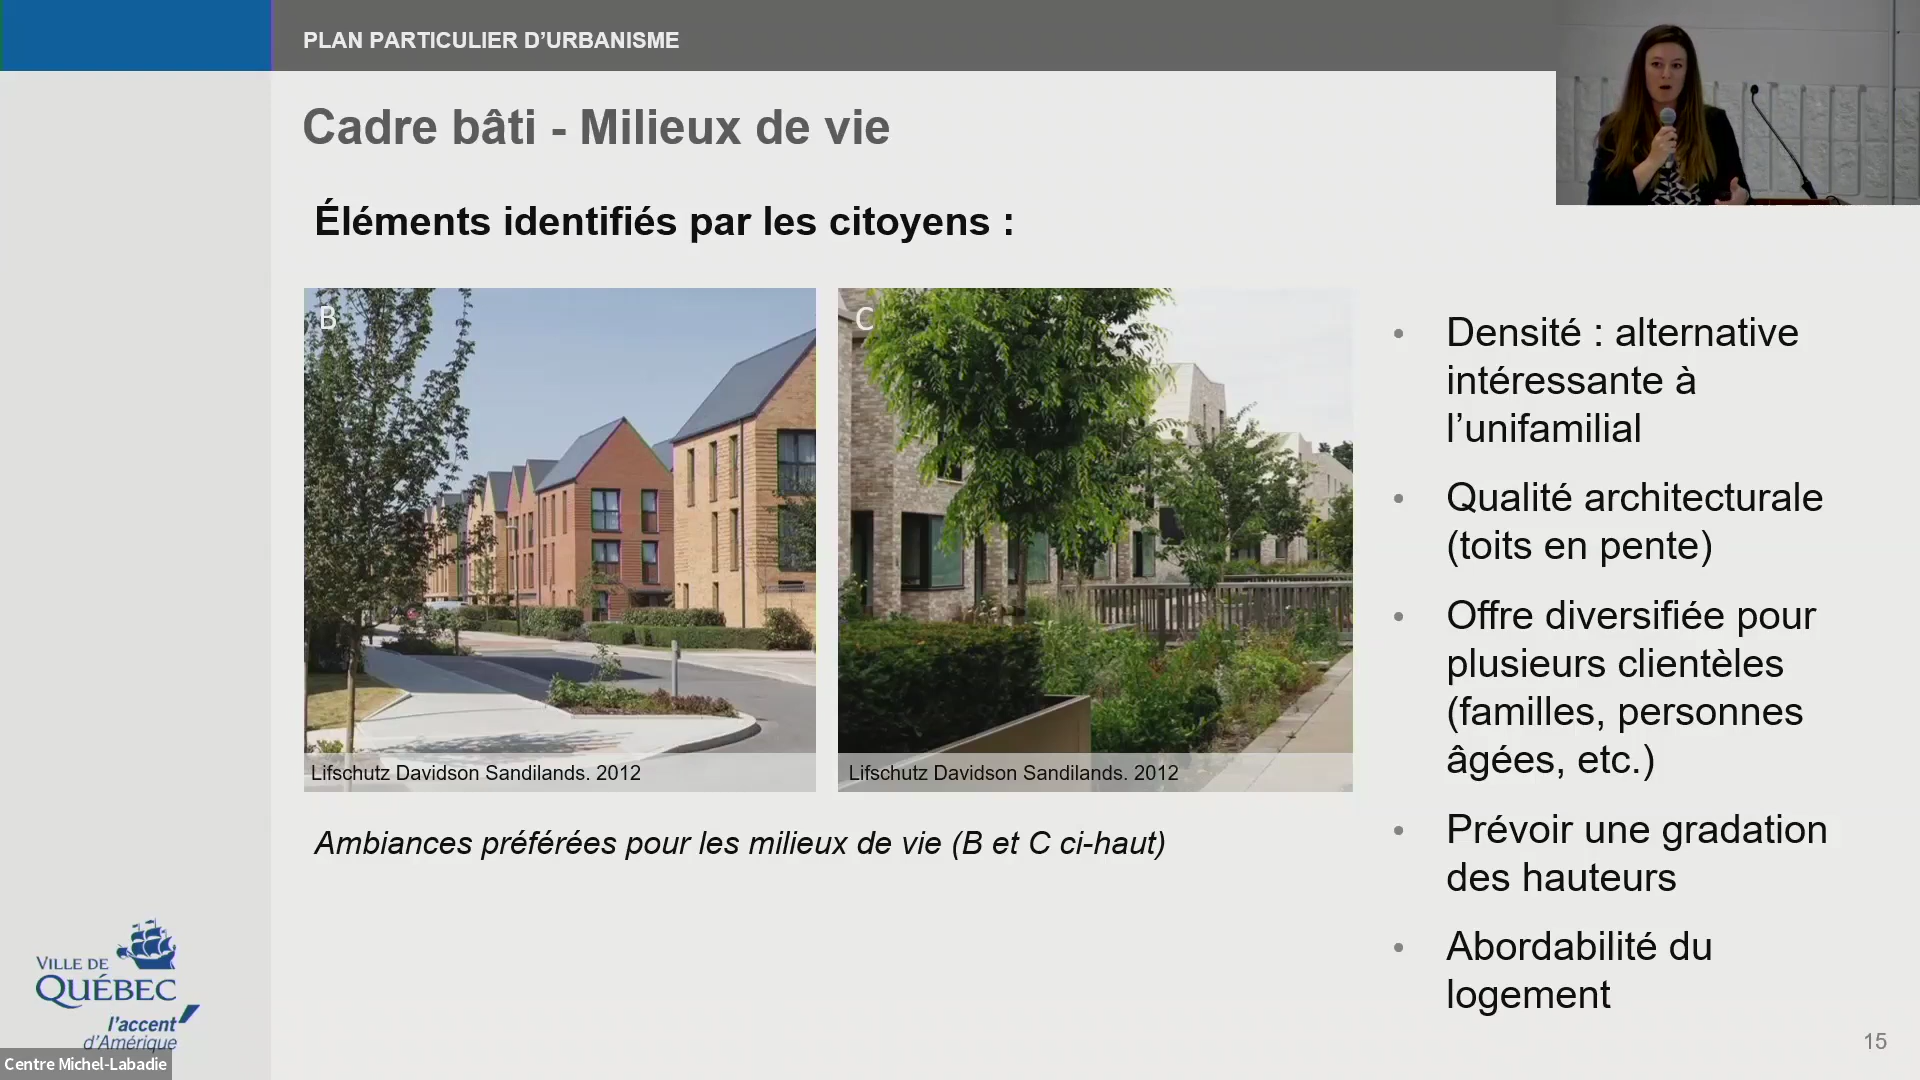 PLAN PARTICULIER D’URBANISME
Cadre bâti - Milieux de vie
Éléments identifiés par les citoyens :
B
C
Lifschutz Davidson Sandilands. 2012
Lifschutz Davidson Sandilands. 2012
Ambiances préférées pour les milieux de vie (B et C ci-haut)
• Densité : alternative
intéressante à
l’unifamilial
• Qualité architecturale
(toits en pente)
• Offre diversifiée pour
plusieurs clientèles
(familles, personnes
âgées, etc.)
• Prévoir une gradation
des hauteurs
• Abordabilité du
logement
VILLE DE
QUÉBEC
l’accent
d’Amérique
Centre Michel-Labadie
15